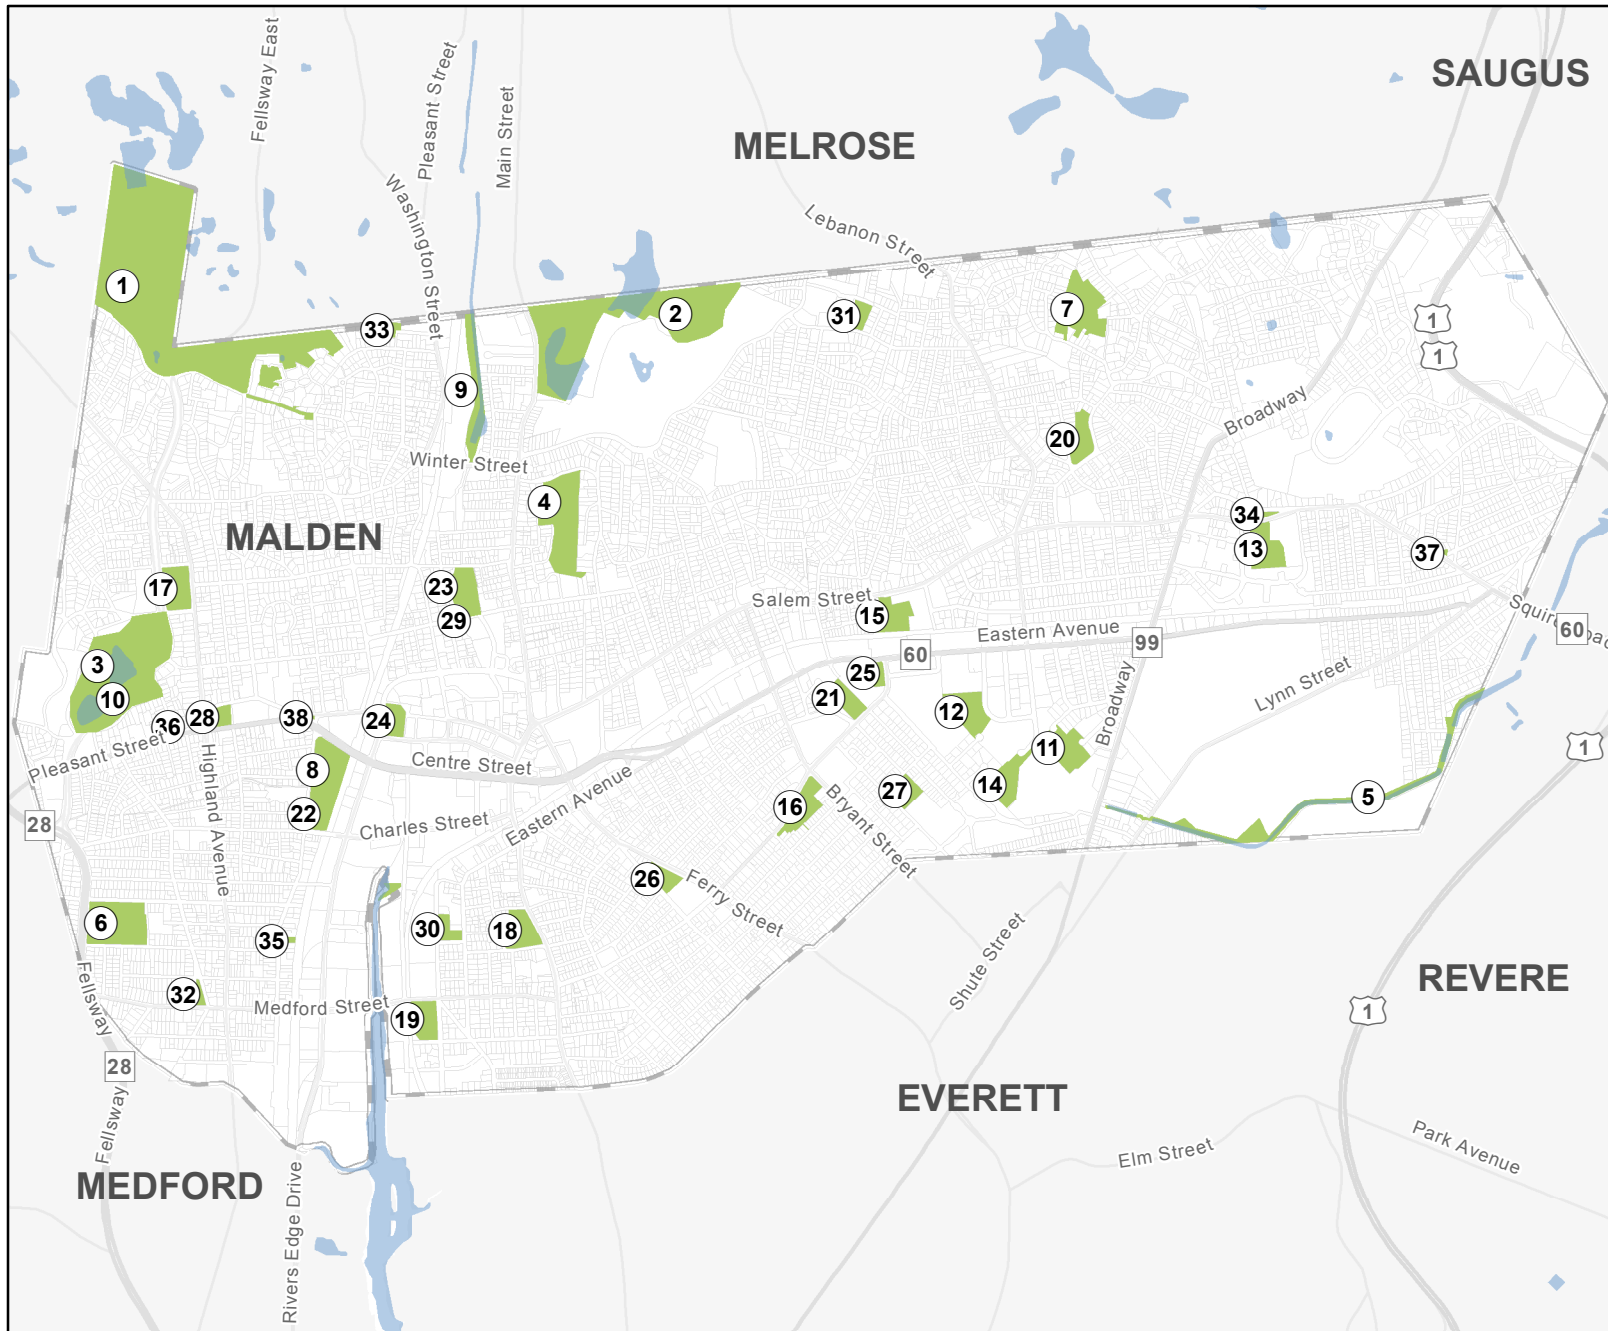 SAUGUS
MELROSE
Fellsway East
Pleasant Street
Main Street
Washington Street
Lebanon Street
1
33
2
31
7
1
1
9
Broadway
20
Winter Street
4
MALDEN
34
13
37
17
23
29
Salem Street
15
Eastern Avenue
60
99
Squire Road
60
3
10
25
21
12
Lynn Street
Broadway
36
28
38
24
11
1
Pleasant Street
Highland Avenue
Centre Street
8
22
14
27
16
5
28
Charles Street
Eastern Avenue
Bryant Street
26
Ferry Street
6
35
30
18
Shute Street
REVERE
Fellsway
32
Medford Street
19
1
28
EVERETT
Fellsway
Elm Street
Park Avenue
MEDFORD
Rivers Edge Drive